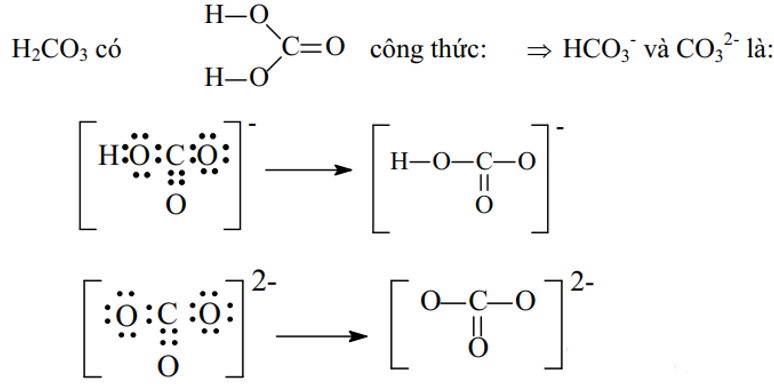 H—O
H₂CO₃ có C=O công thức: ⇒ HCO₃⁻ và CO₃²⁻ là:
H—O
[H:O:C:O:]⁻ → [H—O—C—O]⁻
O O
[:O:C:O:]²⁻ → [O—C—O]²⁻
O O